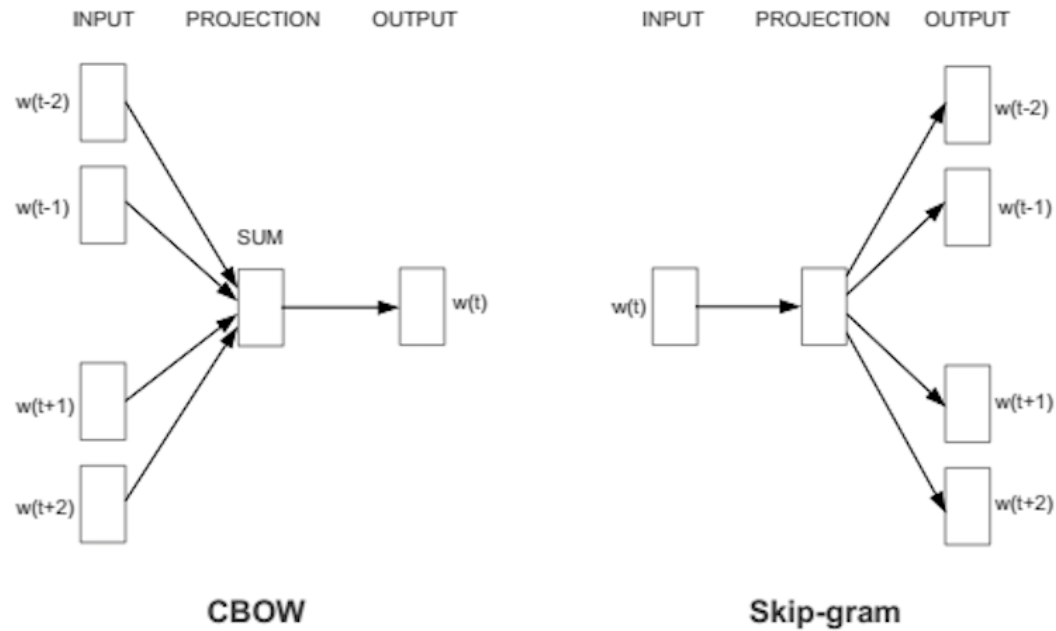 INPUT PROJECTION OUTPUT
w(t-2)
w(t-1)
SUM
w(t)
w(t+1)
w(t+2)
CBOW
INPUT PROJECTION OUTPUT
w(t-2)
w(t-1)
w(t)
w(t+1)
w(t+2)
Skip-gram